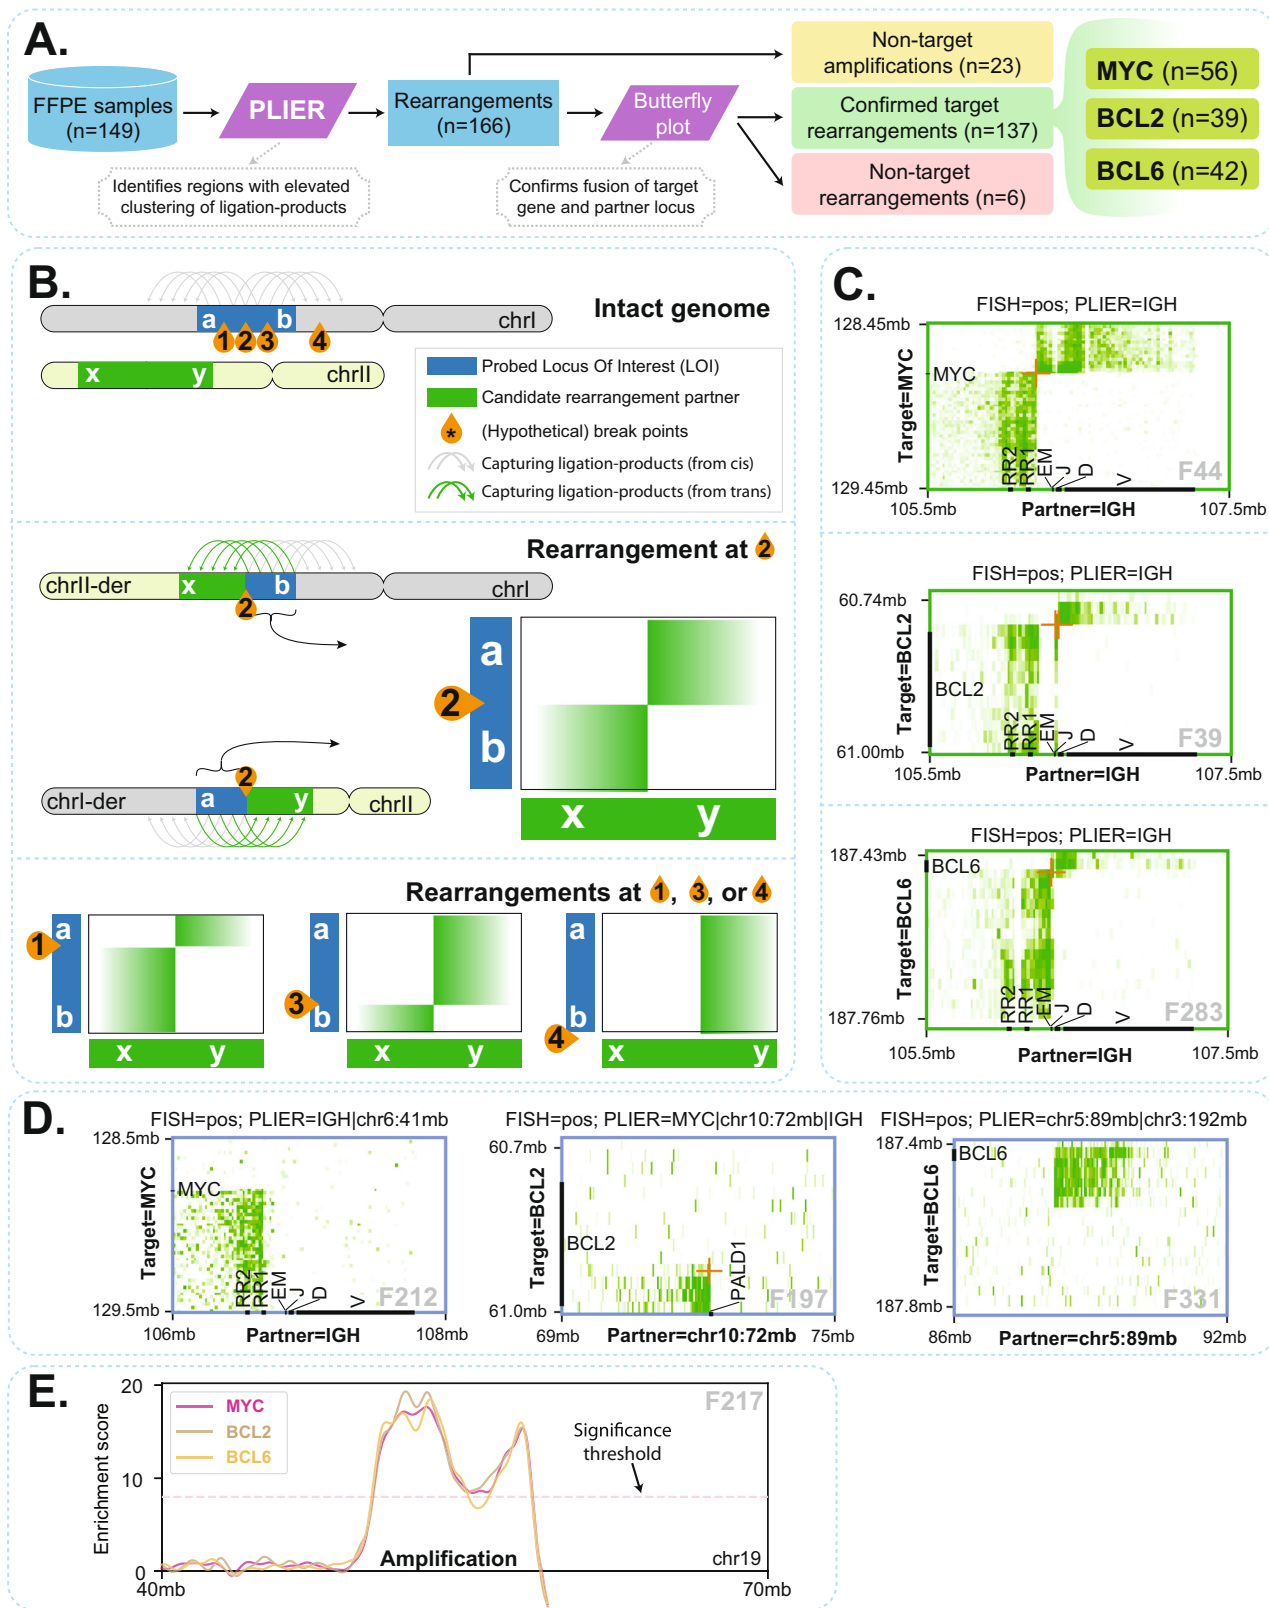 A.
FFPE samples
(n=149)
PLIER
Rearrangements
(n=166)
Butterfly
plot
Identifies regions with elevated
clustering of ligation-products
Confirms fusion of target
gene and partner locus
Non-target
amplifications (n=23)
Confirmed target
rearrangements (n=137)
Non-target
rearrangements (n=6)
MYC (n=56)
BCL2 (n=39)
BCL6 (n=42)
B.
Intact genome
a b chrI
1 2 3 4
x y chrII
Probed Locus Of Interest (LOI)
Candidate rearrangement partner
* (Hypothetical) break points
Capturing ligation-products (from cis)
Capturing ligation-products (from trans)
Rearrangement at 2
chrII-der x b chrI
2
a
2
b
x y
2
chrI-der a y chrII
Rearrangements at 1, 3, or 4
1 a b
x y
3 a b
x y
4 a b
x y
C.
FISH=pos; PLIER=IGH
128.45mb
MYC
Target=MYC
129.45mb
RR2 RR1 EM J D V
F44
105.5mb Partner=IGH 107.5mb
FISH=pos; PLIER=IGH
60.74mb
Target=BCL2
BCL2
61.00mb
RR2 RR1 EM J D V
F39
105.5mb Partner=IGH 107.5mb
FISH=pos; PLIER=IGH
187.43mb
BCL6
Target=BCL6
187.76mb
RR2 RR1 EM J D V
F283
105.5mb Partner=IGH 107.5mb
D.
FISH=pos; PLIER=IGH|chr6:41mb
128.5mb
MYC
Target=MYC
129.5mb
RR2 RR1 EM J D V
F212
106mb Partner=IGH 108mb
FISH=pos; PLIER=MYC|chr10:72mb|IGH
60.7mb
Target=BCL2
BCL2
61.0mb
PALD1
F197
69mb Partner=chr10:72mb 75mb
FISH=pos; PLIER=chr5:89mb|chr3:192mb
187.4mb
BCL6
Target=BCL6
187.8mb
F331
86mb Partner=chr5:89mb 92mb
E.
Enrichment score
20
10
0
MYC
BCL2
BCL6
F217
Significance
threshold
Amplification
chr19
40mb 70mb